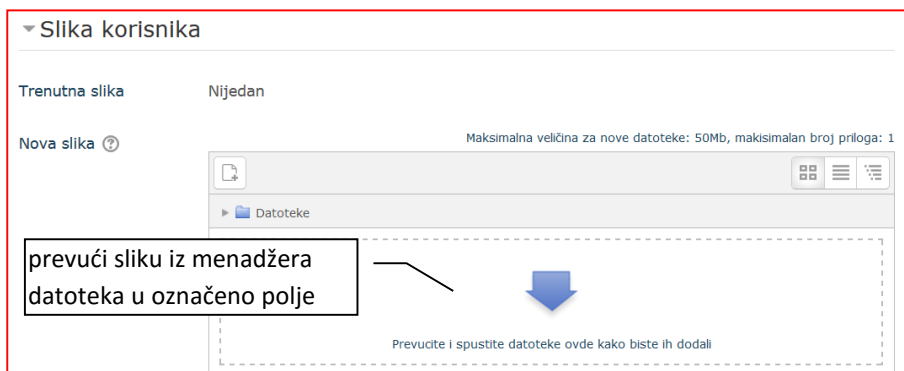 Slika korisnika
Trenutna slika
Nijedan
Nova slika
Maksimalna veličina za nove datoteke: 50Mb, makisimalan broj priloga: 1
Datoteke
prevući sliku iz menadžera
datoteka u označeno polje
Prevucite i spustite datoteke ovde kako biste ih dodali